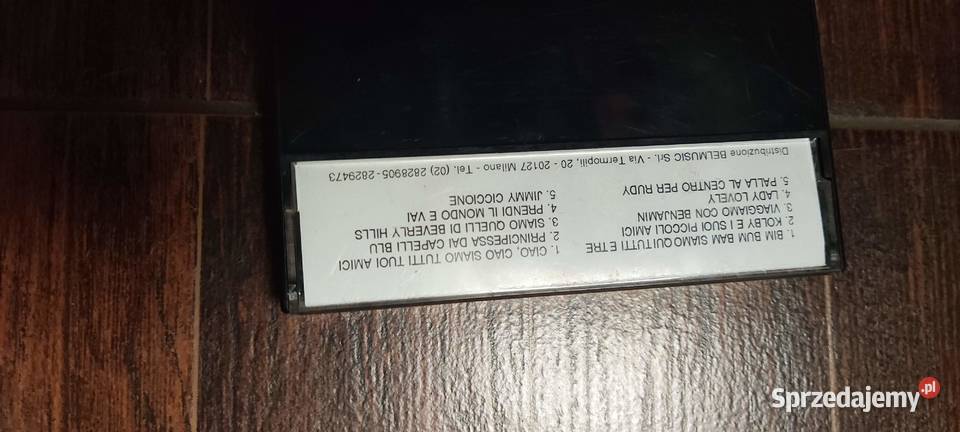 1. BIM BUM BAM SIAMO QUI TUTTI E TRE
2. KOLBY E I SUOI PICCOLI AMICI
3. VIAGGIAMO CON BENJAMIN
4. LADY LOVELY
5. PALLA AL CENTRO PER RUDY
1. CIAO, CIAO SIAMO TUTTI TUOI AMICI
2. PRINCIPESSA DAI CAPELLI BLU
3. SIAMO QUELLI DI BEVERLY HILLS
4. PRENDI IL MONDO E VAI
5. JIMMY CICCIONE
Distribuzione BELMUSIC Srl. - Via Termopili, 20 - 20127 Milano - Tel. (02) 2828905-2829473
Sprzedajemy.pl